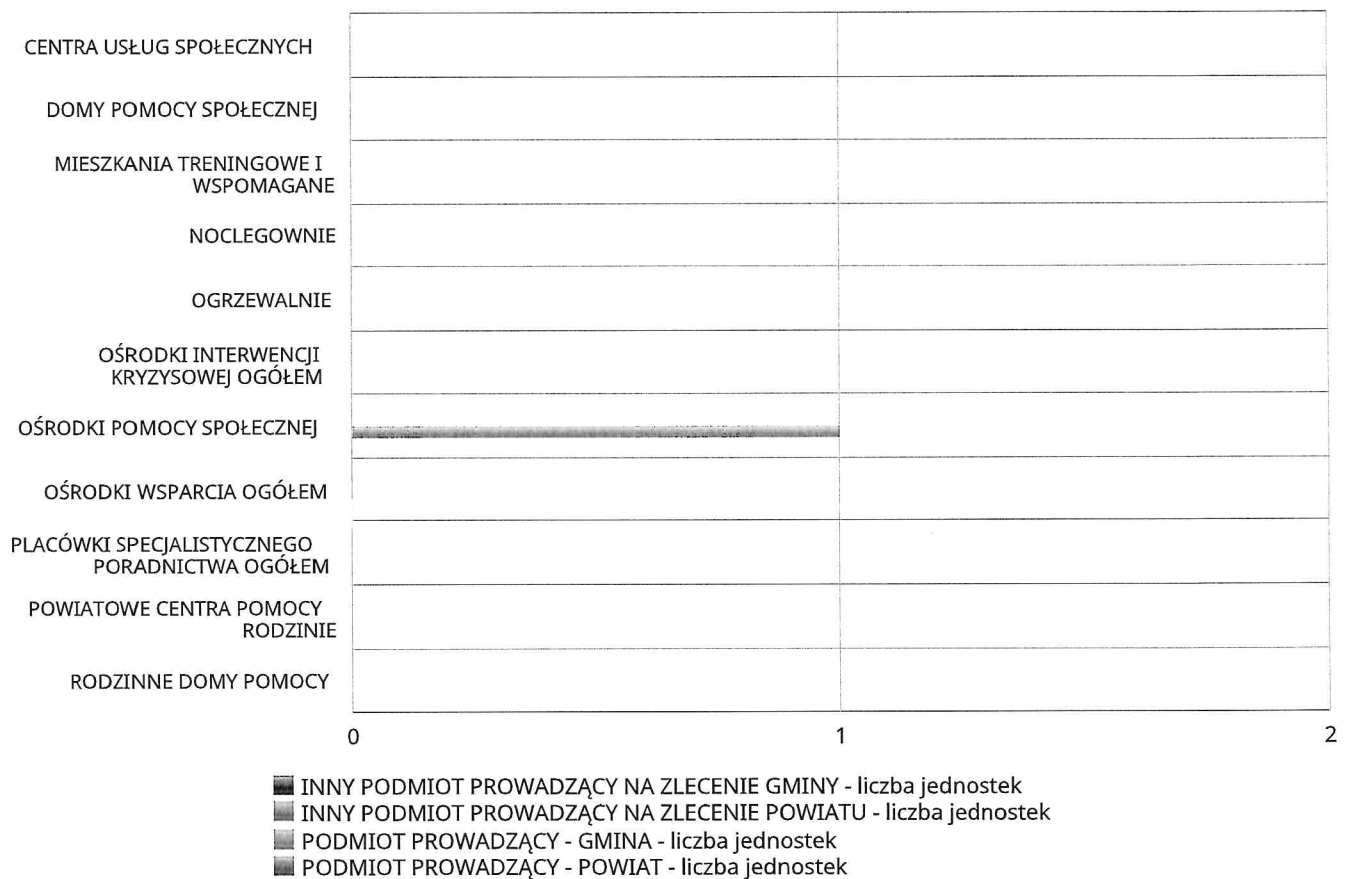 CENTRA USŁUG SPOŁECZNYCH
DOMY POMOCY SPOŁECZNEJ
MIESZKANIA TRENINGOWE I
WSPOMAGANE
NOCLEGOWNIE
OGRZEWALNIE
OŚRODKI INTERWENCJI
KRYZYSOWEJ OGÓŁEM
OŚRODKI POMOCY SPOŁECZNEJ
OŚRODKI WSPARCIA OGÓŁEM
PLACÓWKI SPECJALISTYCZNEGO
PORADNICTWA OGÓŁEM
POWIATOWE CENTRA POMOCY
RODZINIE
RODZINNE DOMY POMOCY
0 1 2
INNY PODMIOT PROWADZĄCY NA ZLECENIE GMINY - liczba jednostek
INNY PODMIOT PROWADZĄCY NA ZLECENIE POWIATU - liczba jednostek
PODMIOT PROWADZĄCY - GMINA - liczba jednostek
PODMIOT PROWADZĄCY - POWIAT - liczba jednostek